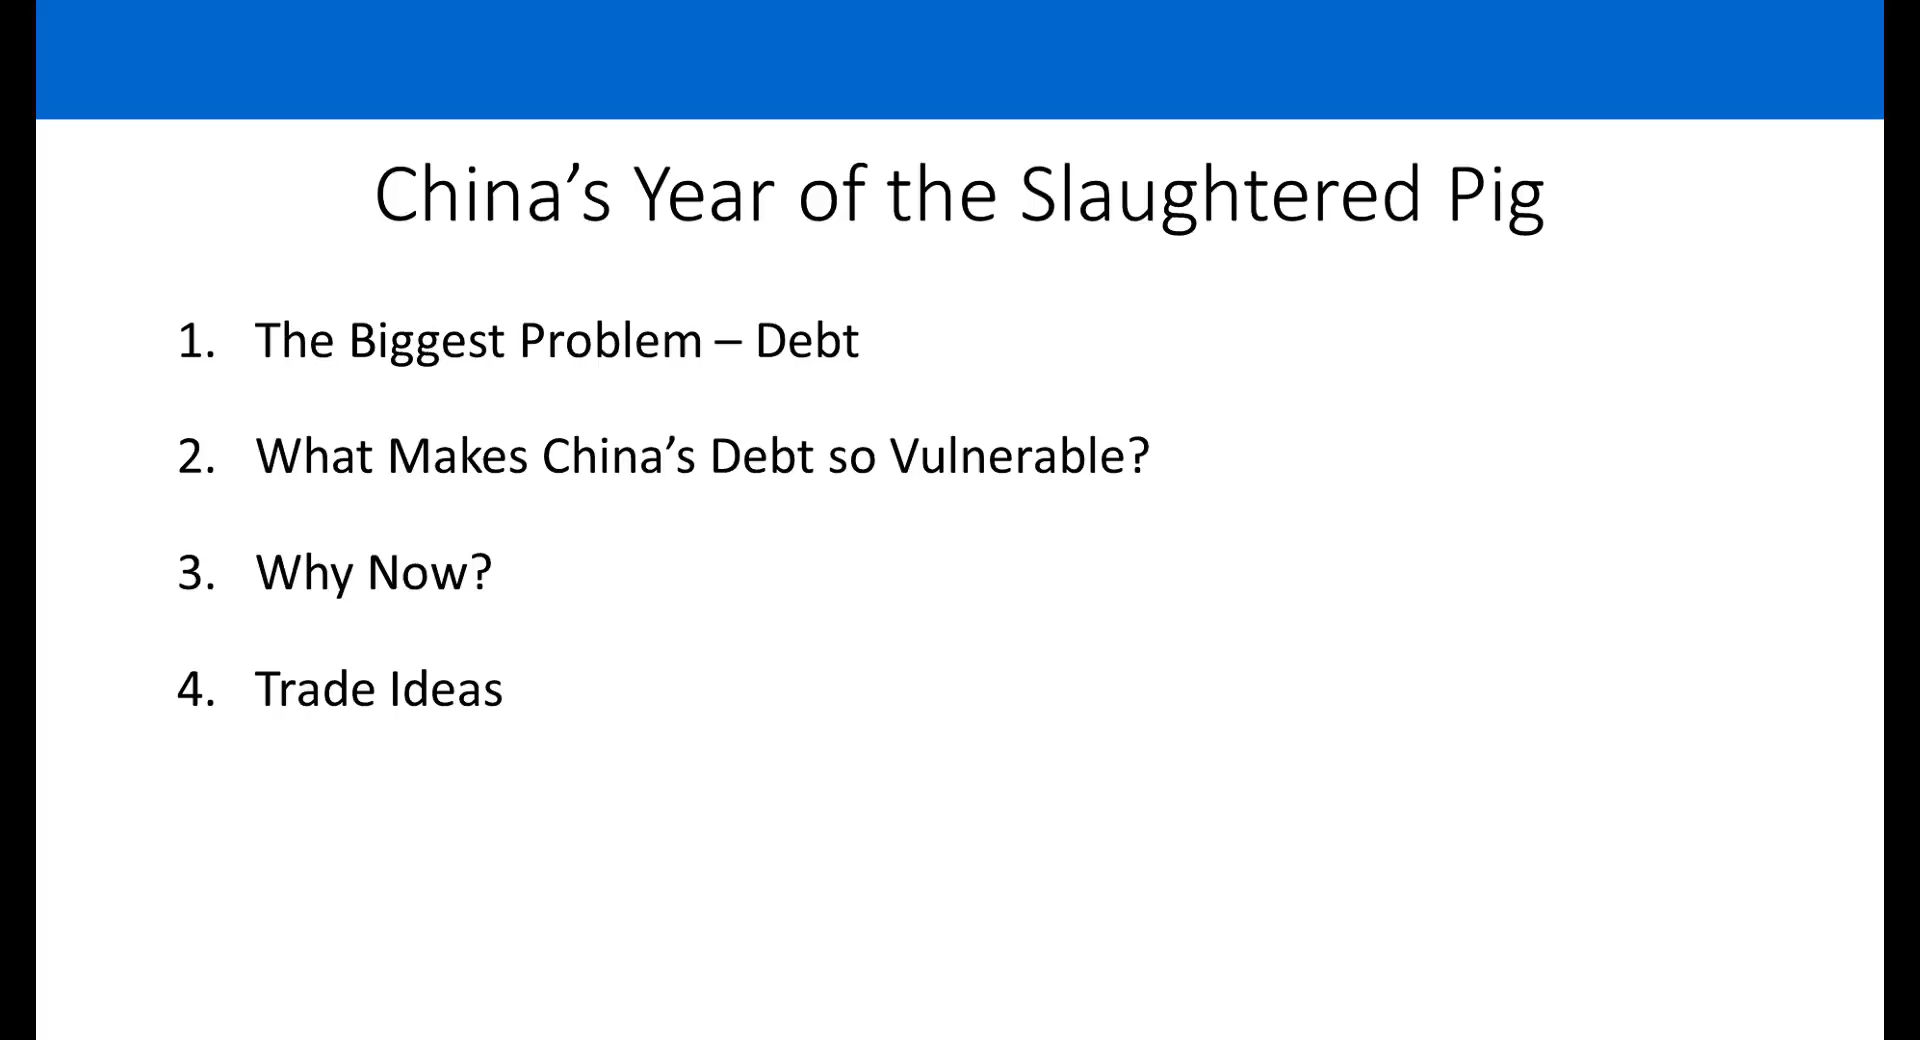 China’s Year of the Slaughtered Pig
1. The Biggest Problem – Debt
2. What Makes China’s Debt so Vulnerable?
3. Why Now?
4. Trade Ideas